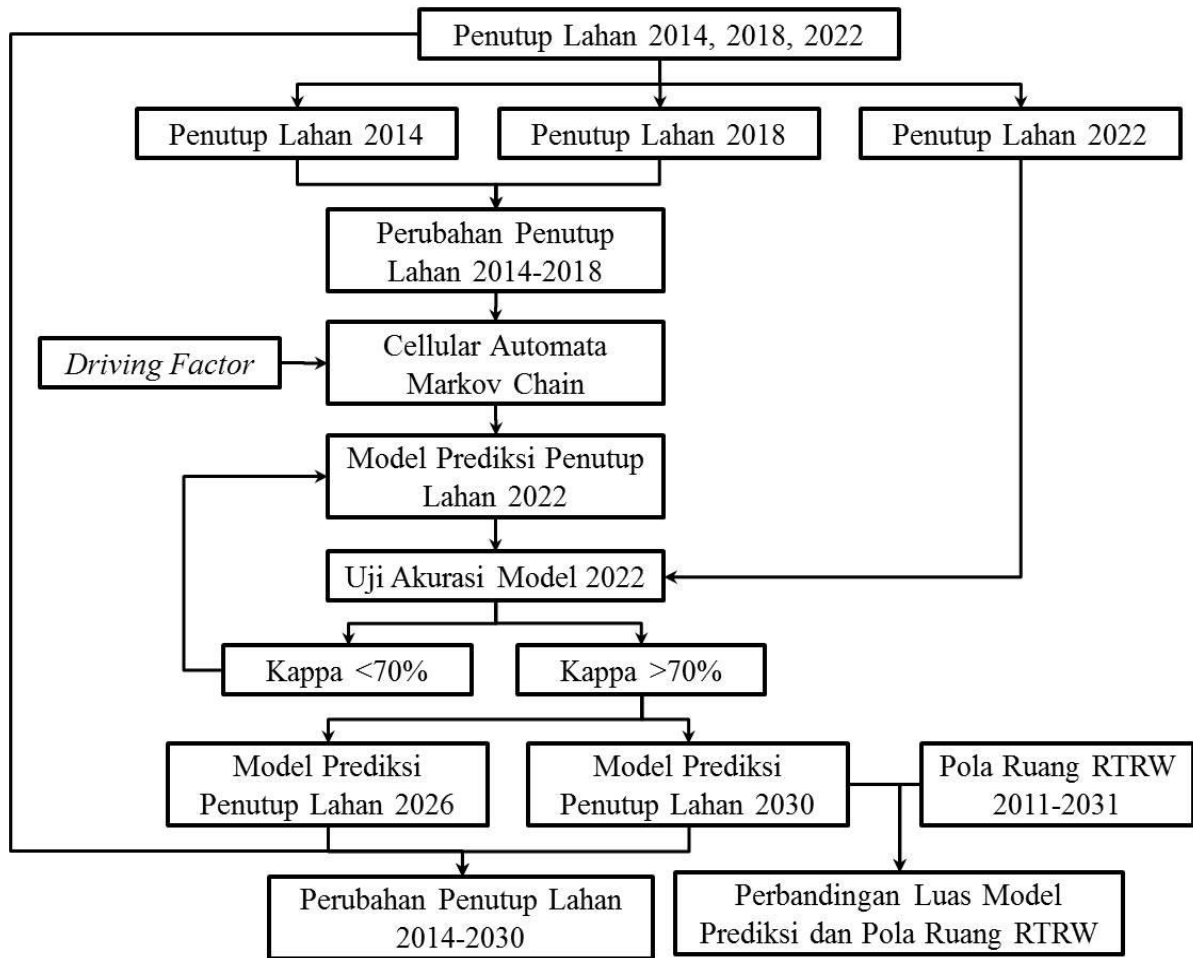 Penutup Lahan 2014, 2018, 2022
Penutup Lahan 2014
Penutup Lahan 2018
Penutup Lahan 2022
Perubahan Penutup
Lahan 2014-2018
Driving Factor
Cellular Automata
Markov Chain
Model Prediksi Penutup
Lahan 2022
Uji Akurasi Model 2022
Kappa <70%
Kappa >70%
Model Prediksi
Penutup Lahan 2026
Model Prediksi
Penutup Lahan 2030
Pola Ruang RTRW
2011-2031
Perubahan Penutup Lahan
2014-2030
Perbandingan Luas Model
Prediksi dan Pola Ruang RTRW